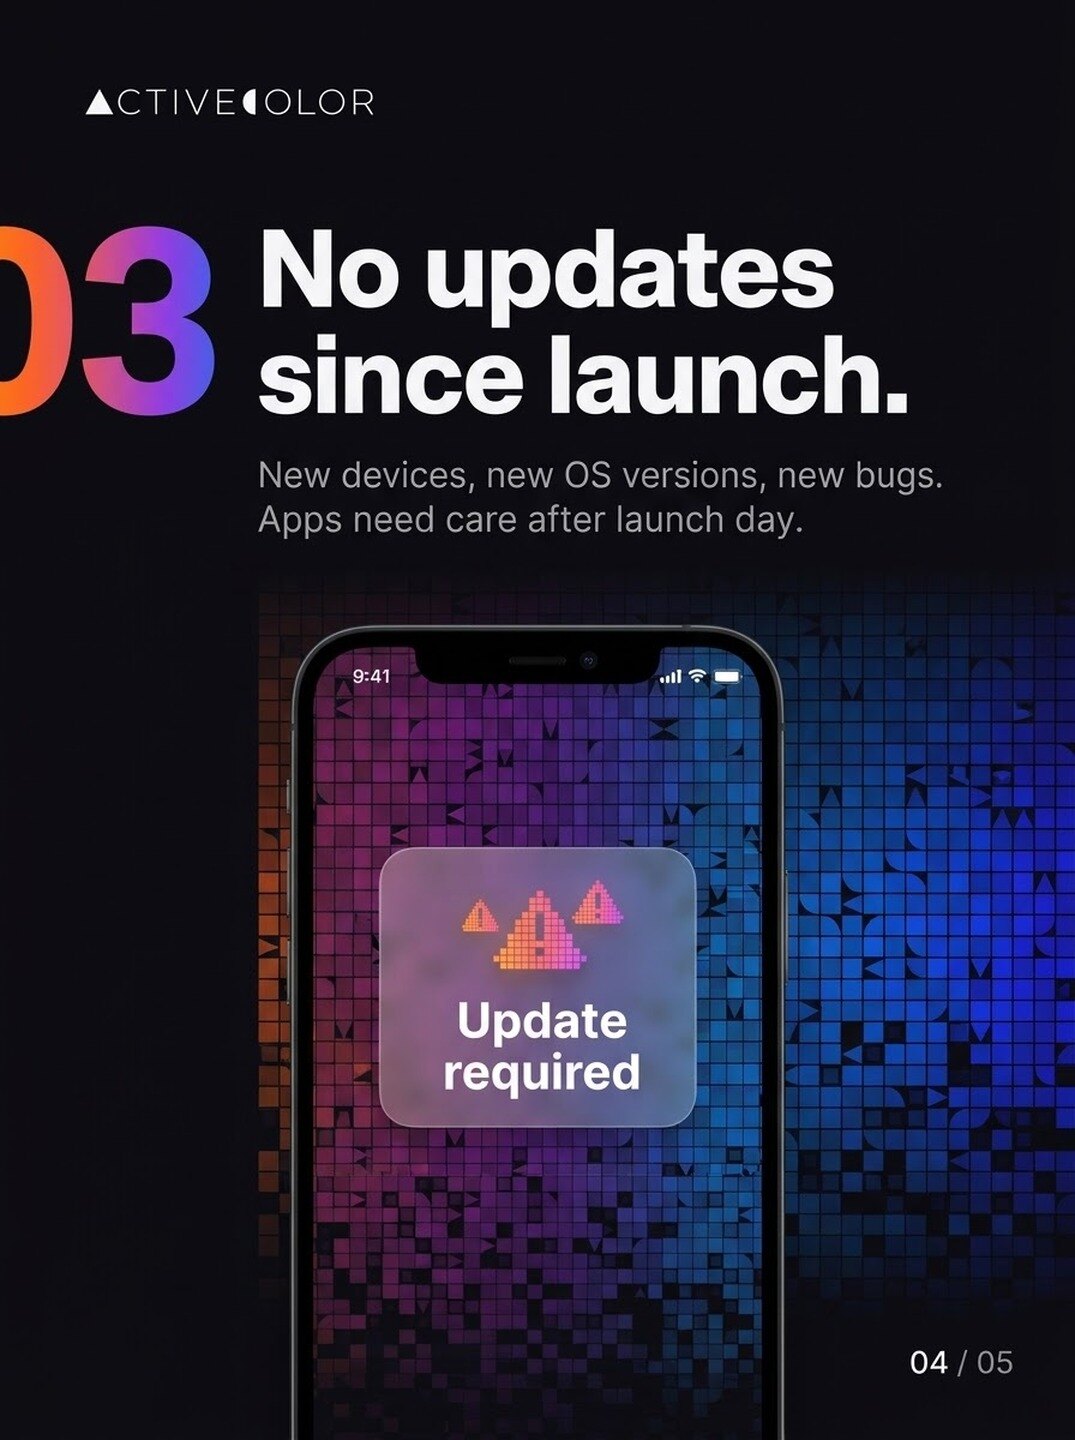 ACTIVECOLOR
03
No updates
since launch.
New devices, new OS versions, new bugs.
Apps need care after launch day.
9:41
Update
required
04 / 05